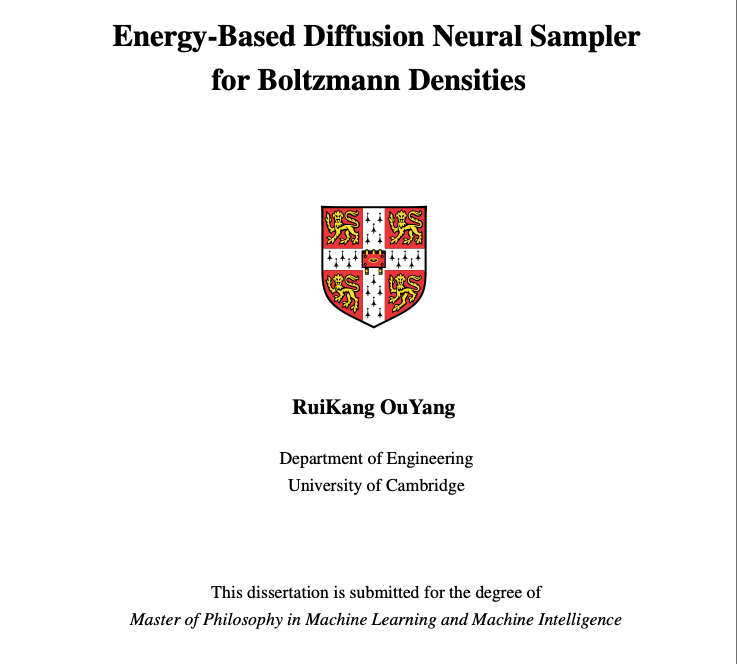 Energy-Based Diffusion Neural Sampler
for Boltzmann Densities
RuiKang OuYang
Department of Engineering
University of Cambridge
This dissertation is submitted for the degree of
Master of Philosophy in Machine Learning and Machine Intelligence